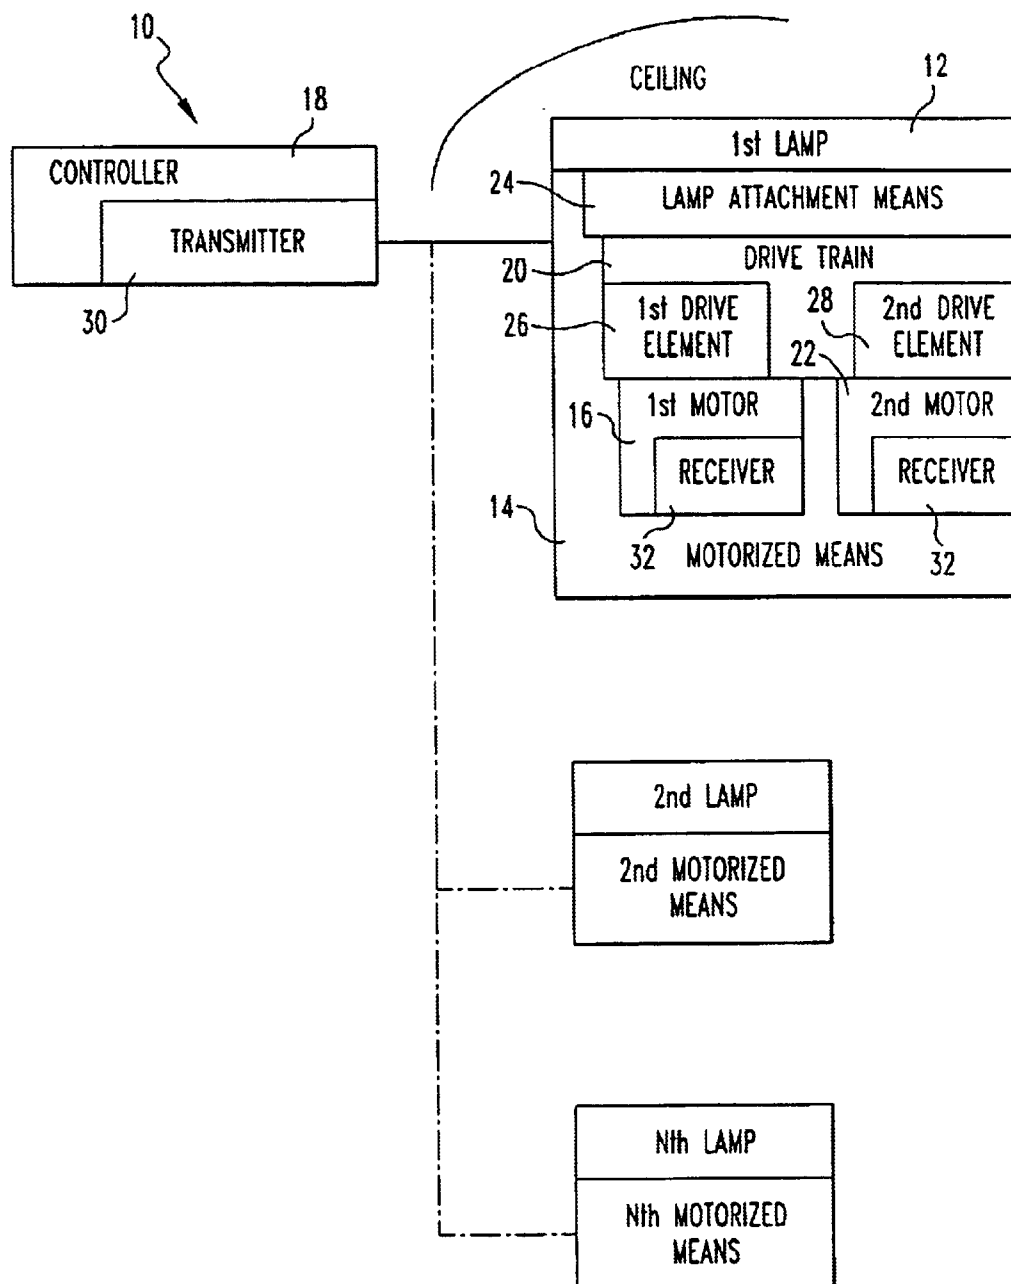 10
CEILING
12
18
CONTROLLER
1st LAMP
24
LAMP ATTACHMENT MEANS
TRANSMITTER
20
DRIVE TRAIN
30
26
1st DRIVE
ELEMENT
28
2nd DRIVE
ELEMENT
22
16
1st MOTOR
2nd MOTOR
RECEIVER
RECEIVER
14
32
MOTORIZED MEANS
32
2nd LAMP
2nd MOTORIZED
MEANS
Nth LAMP
Nth MOTORIZED
MEANS